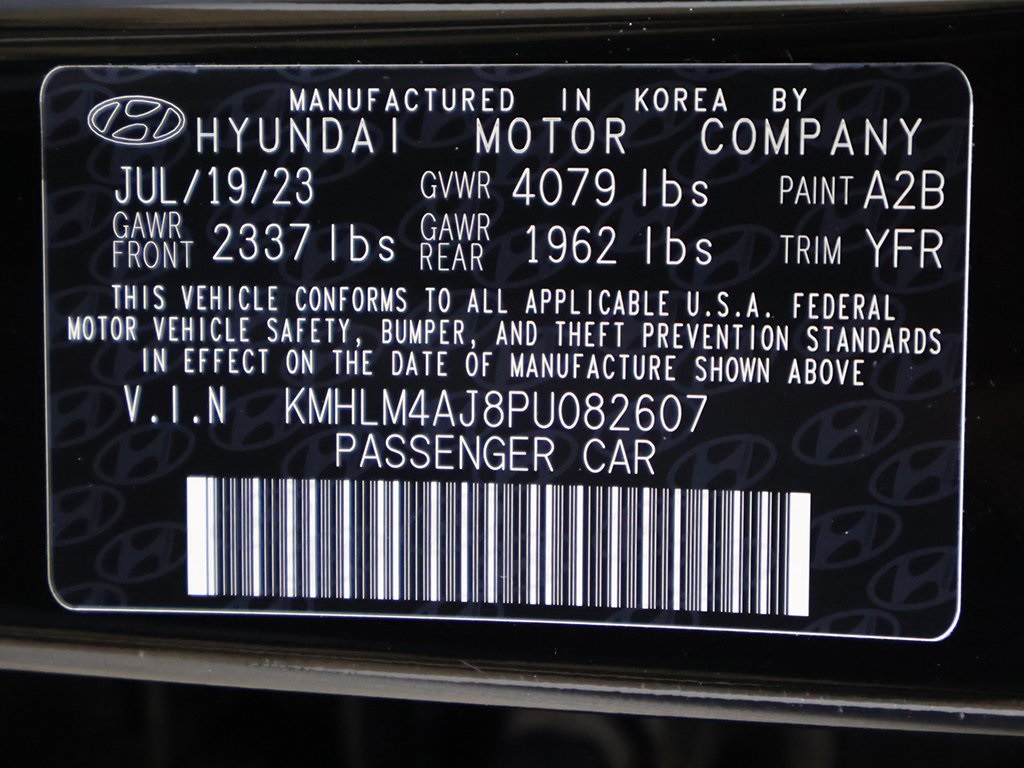 MANUFACTURED IN KOREA BY
HYUNDAI MOTOR COMPANY
JUL/19/23 GVWR 4079 lbs PAINT A2B
GAWR FRONT 2337 lbs GAWR REAR 1962 lbs TRIM YFR
THIS VEHICLE CONFORMS TO ALL APPLICABLE U.S.A. FEDERAL
MOTOR VEHICLE SAFETY, BUMPER, AND THEFT PREVENTION STANDARDS
IN EFFECT ON THE DATE OF MANUFACTURE SHOWN ABOVE
V.I.N KMHLM4AJ8PU082607
PASSENGER CAR